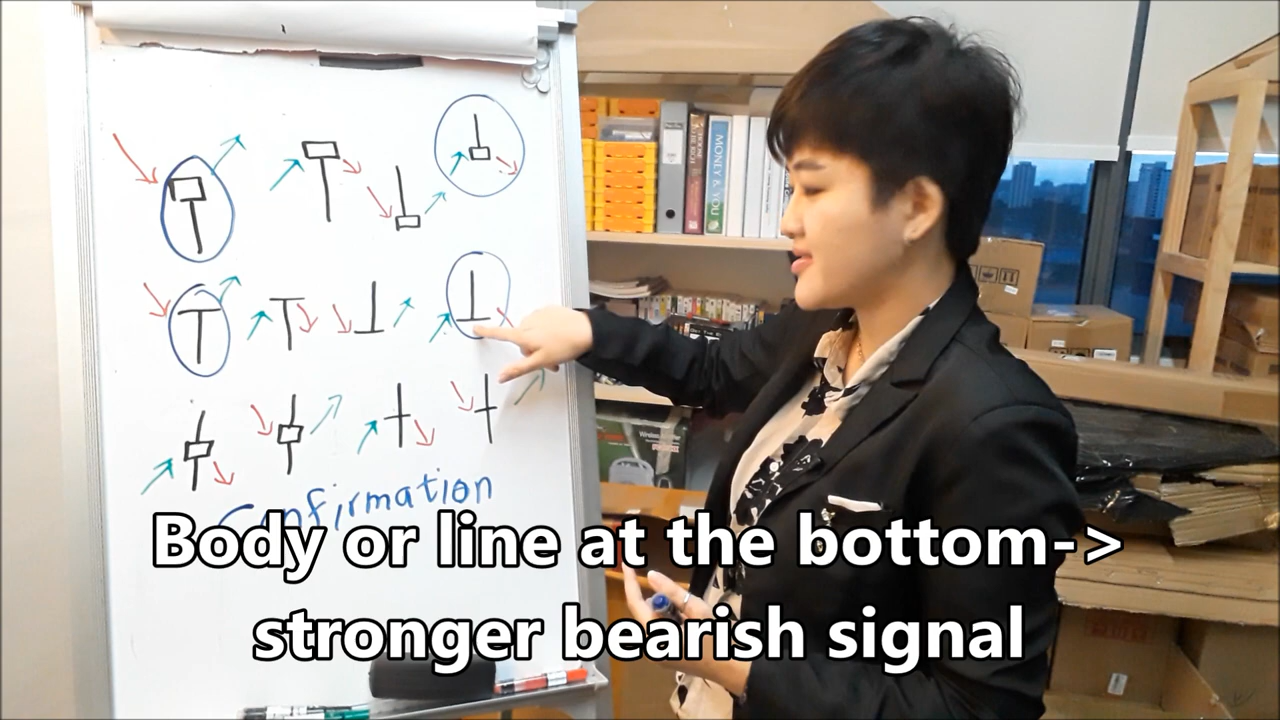 MONEY & YOU
Confirmation
Body or line at the bottom->
stronger bearish signal